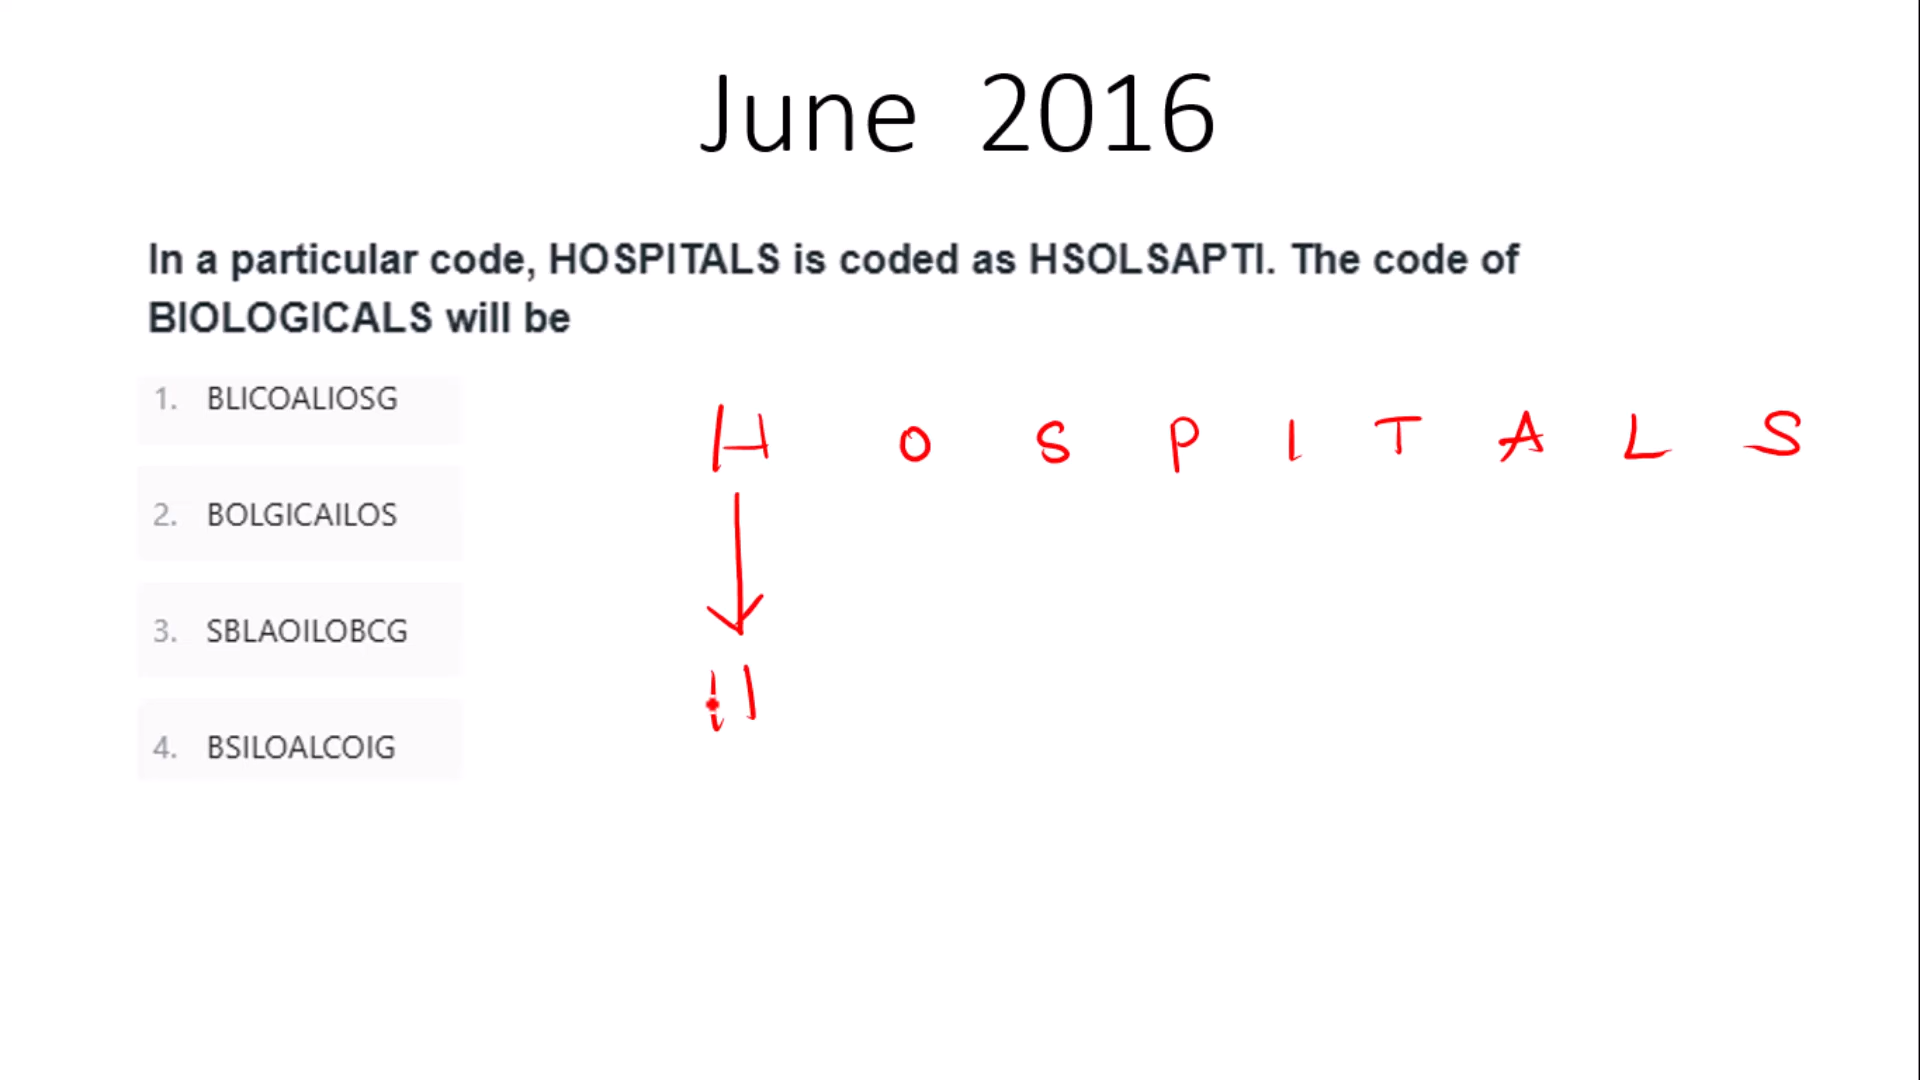 June 2016
In a particular code, HOSPITALS is coded as HSOLSAPTI. The code of
BIOLOGICALS will be
1. BLICOALIOSG
2. BOLGICAILOS
3. SBLAOILOBCG
4. BSILOALCOIG
H O S P I T A L S